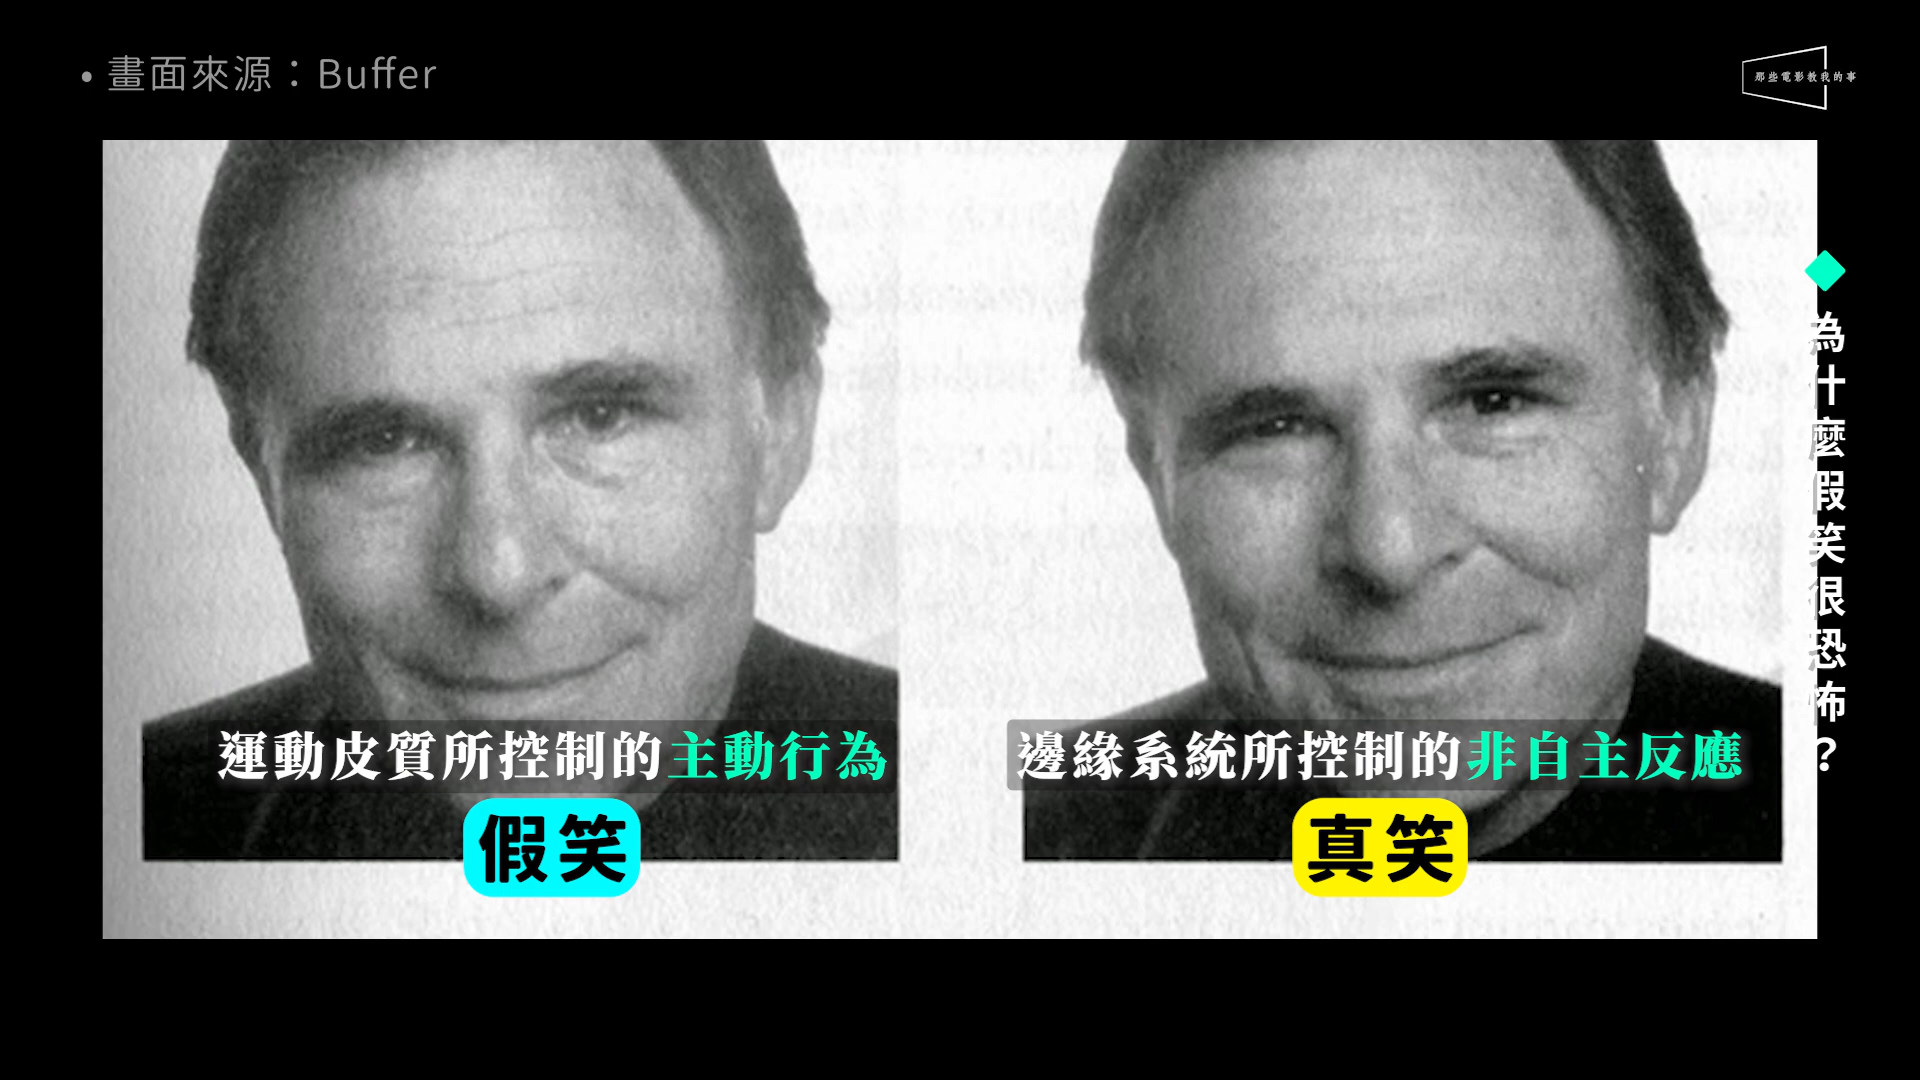 • 畫面來源：Buffer
那些電影教我的事
運動皮質所控制的主動行為
假笑
邊緣系統所控制的非自主反應
真笑
為什麼假笑很恐怖？